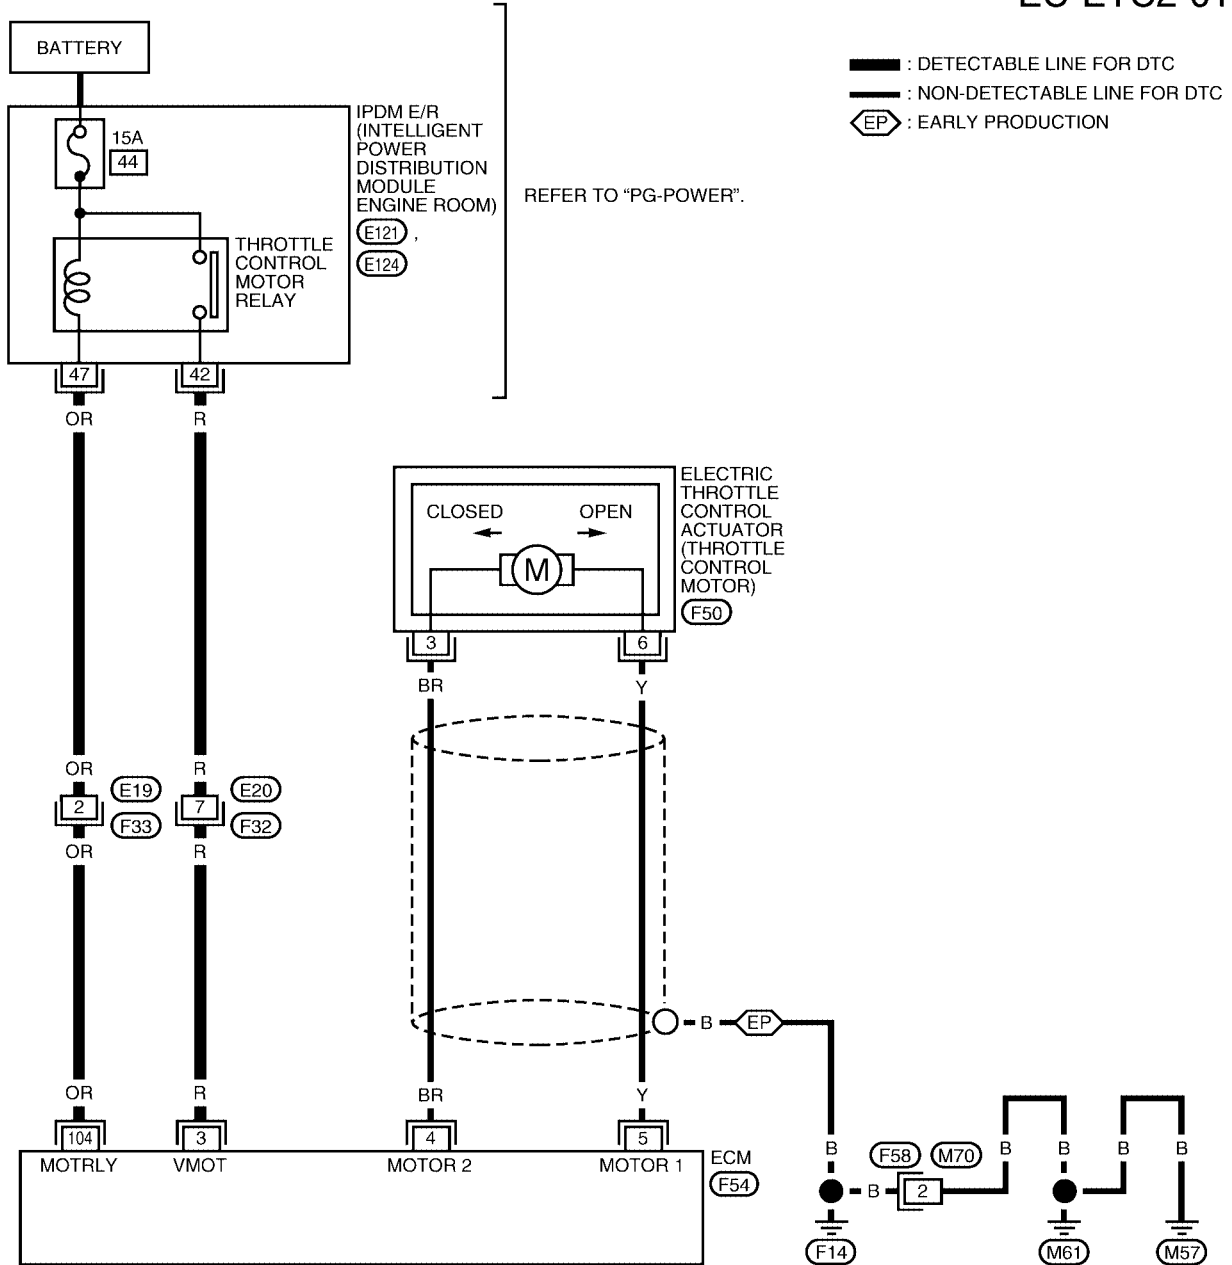 BATTERY
: DETECTABLE LINE FOR DTC
: NON-DETECTABLE LINE FOR DTC
EP : EARLY PRODUCTION
15A
44
IPDM E/R
(INTELLIGENT
POWER
DISTRIBUTION
MODULE
ENGINE ROOM)
E121 ,
E124
REFER TO “PG-POWER”.
THROTTLE
CONTROL
MOTOR
RELAY
47 42
OR R
ELECTRIC
THROTTLE
CONTROL
ACTUATOR
(THROTTLE
CONTROL
MOTOR)
F50
CLOSED OPEN
M
3 6
BR Y
OR R
2 E19 7 E20
F33 F32
OR R
B EP
OR R BR Y
104 3 4 5
MOTRLY VMOT MOTOR 2 MOTOR 1
ECM
F54
B F58 M70 B B B
B 2
F14 M61 M57